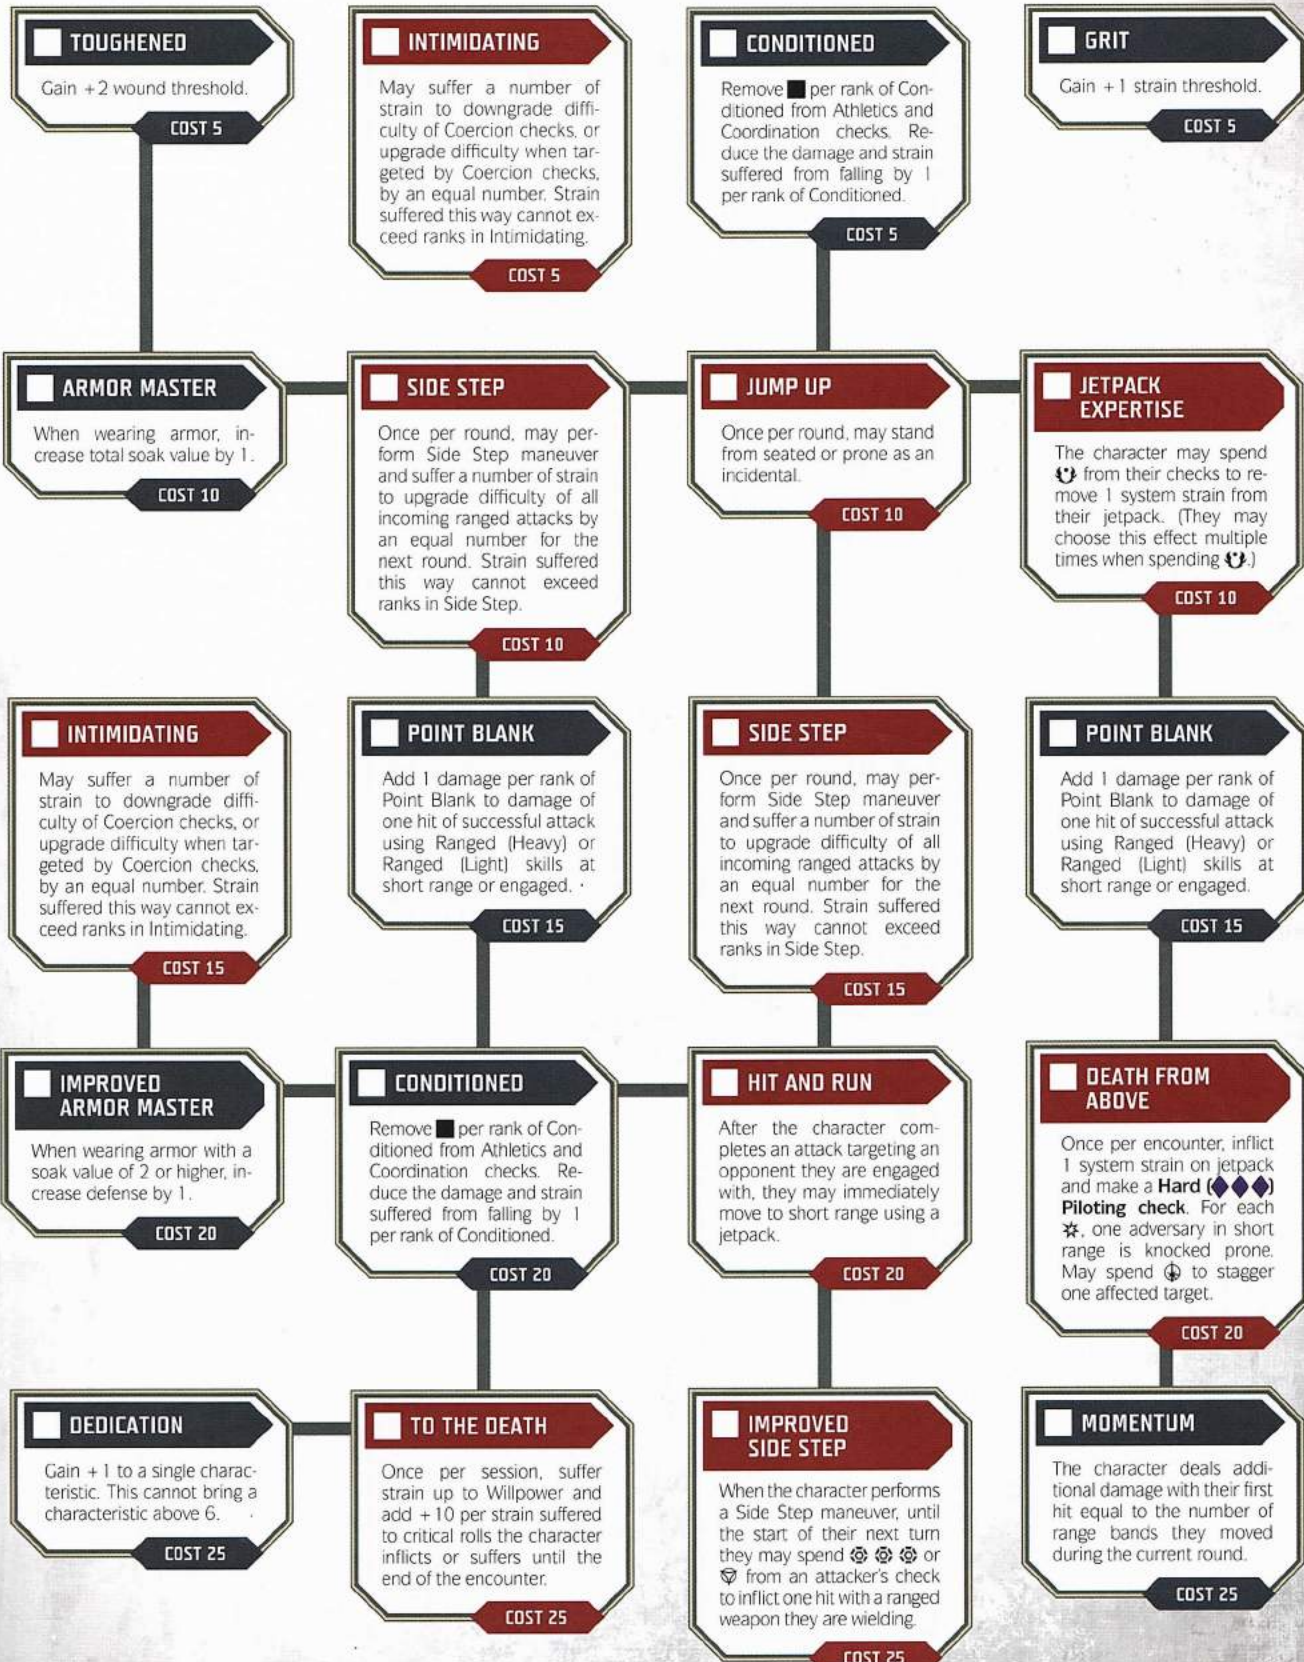 TOUGHENED
Gain +2 wound threshold.
COST 5
INTIMIDATING
May suffer a number of
strain to downgrade diffi-
culty of Coercion checks, or
upgrade difficulty when tar-
geted by Coercion checks,
by an equal number. Strain
suffered this way cannot ex-
ceed ranks in Intimidating.
COST 5
CONDITIONED
Remove ■ per rank of Con-
ditioned from Athletics and
Coordination checks. Re-
duce the damage and strain
suffered from falling by 1
per rank of Conditioned.
COST 5
GRIT
Gain +1 strain threshold.
COST 5
ARMOR MASTER
When wearing armor, in-
crease total soak value by 1.
COST 10
SIDE STEP
Once per round, may per-
form Side Step maneuver
and suffer a number of strain
to upgrade difficulty of all
incoming ranged attacks by
an equal number for the
next round. Strain suffered
this way cannot exceed
ranks in Side Step.
COST 10
JUMP UP
Once per round, may stand
from seated or prone as an
incidental.
COST 10
JETPACK
EXPERTISE
The character may spend
from their checks to re-
move 1 system strain from
their jetpack. (They may
choose this effect multiple
times when spending .)
COST 10
INTIMIDATING
May suffer a number of
strain to downgrade diffi-
culty of Coercion checks, or
upgrade difficulty when tar-
geted by Coercion checks,
by an equal number. Strain
suffered this way cannot ex-
ceed ranks in Intimidating.
COST 15
POINT BLANK
Add 1 damage per rank of
Point Blank to damage of
one hit of successful attack
using Ranged (Heavy) or
Ranged (Light) skills at
short range or engaged.
COST 15
SIDE STEP
Once per round, may per-
form Side Step maneuver
and suffer a number of strain
to upgrade difficulty of all
incoming ranged attacks by
an equal number for the
next round. Strain suffered
this way cannot exceed
ranks in Side Step.
COST 15
POINT BLANK
Add 1 damage per rank of
Point Blank to damage of
one hit of successful attack
using Ranged (Heavy) or
Ranged (Light) skills at
short range or engaged.
COST 15
IMPROVED
ARMOR MASTER
When wearing armor with a
soak value of 2 or higher, in-
crease defense by 1.
COST 20
CONDITIONED
Remove ■ per rank of Con-
ditioned from Athletics and
Coordination checks. Re-
duce the damage and strain
suffered from falling by 1
per rank of Conditioned.
COST 20
HIT AND RUN
After the character com-
pletes an attack targeting an
opponent they are engaged
with, they may immediately
move to short range using a
jetpack.
COST 20
DEATH FROM
ABOVE
Once per encounter, inflict
1 system strain on jetpack
and make a Hard (◆◆◆)
Piloting check. For each
, one adversary in short
range is knocked prone.
May spend to stagger
one affected target.
COST 20
DEDICATION
Gain +1 to a single charac-
teristic. This cannot bring a
characteristic above 6.
COST 25
TO THE DEATH
Once per session, suffer
strain up to Willpower and
add +10 per strain suffered
to critical rolls the character
inflicts or suffers until the
end of the encounter.
COST 25
IMPROVED
SIDE STEP
When the character performs
a Side Step maneuver, until
the start of their next turn
they may spend or
from an attacker's check
to inflict one hit with a ranged
weapon they are wielding.
COST 25
MOMENTUM
The character deals addi-
tional damage with their first
hit equal to the number of
range bands they moved
during the current round.
COST 25